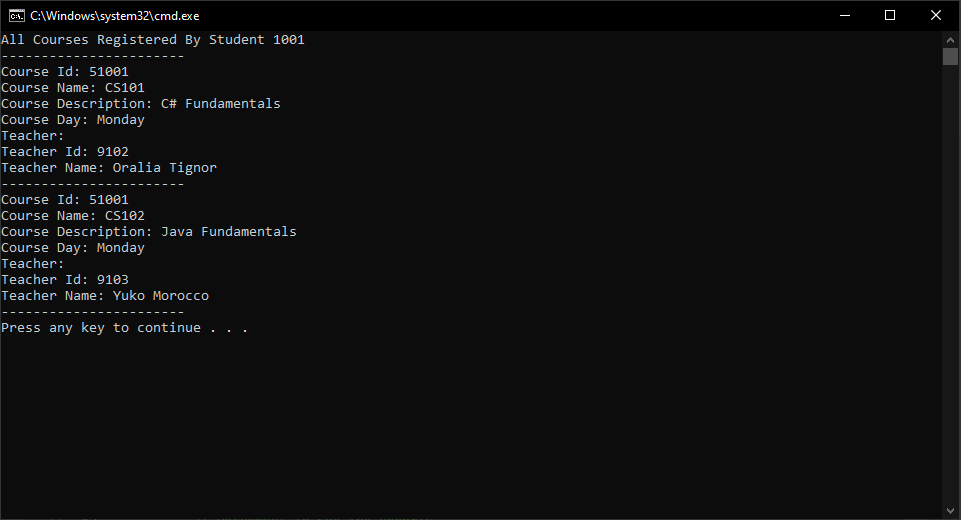 C:\Windows\system32\cmd.exe
All Courses Registered By Student 1001
-----------------------
Course Id: 51001
Course Name: CS101
Course Description: C# Fundamentals
Course Day: Monday
Teacher:
Teacher Id: 9102
Teacher Name: Oralia Tignor
-----------------------
Course Id: 51001
Course Name: CS102
Course Description: Java Fundamentals
Course Day: Monday
Teacher:
Teacher Id: 9103
Teacher Name: Yuko Morocco
-----------------------
Press any key to continue . . .